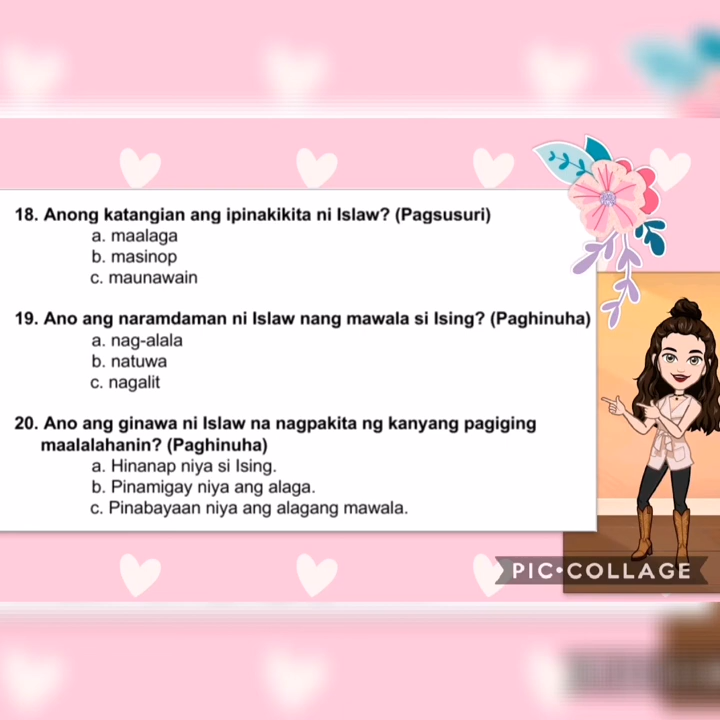 18. Anong katangian ang ipinakikita ni Islaw? (Pagsusuri)
a. maalaga
b. masinop
c. maunawain
19. Ano ang naramdaman ni Islaw nang mawala si Ising? (Paghinuha)
a. nag-alala
b. natuwa
c. nagalit
20. Ano ang ginawa ni Islaw na nagpakita ng kanyang pagiging
maalalahanin? (Paghinuha)
a. Hinanap niya si Ising.
b. Pinamigay niya ang alaga.
c. Pinabayaan niya ang alagang mawala.
PIC•COLLAGE